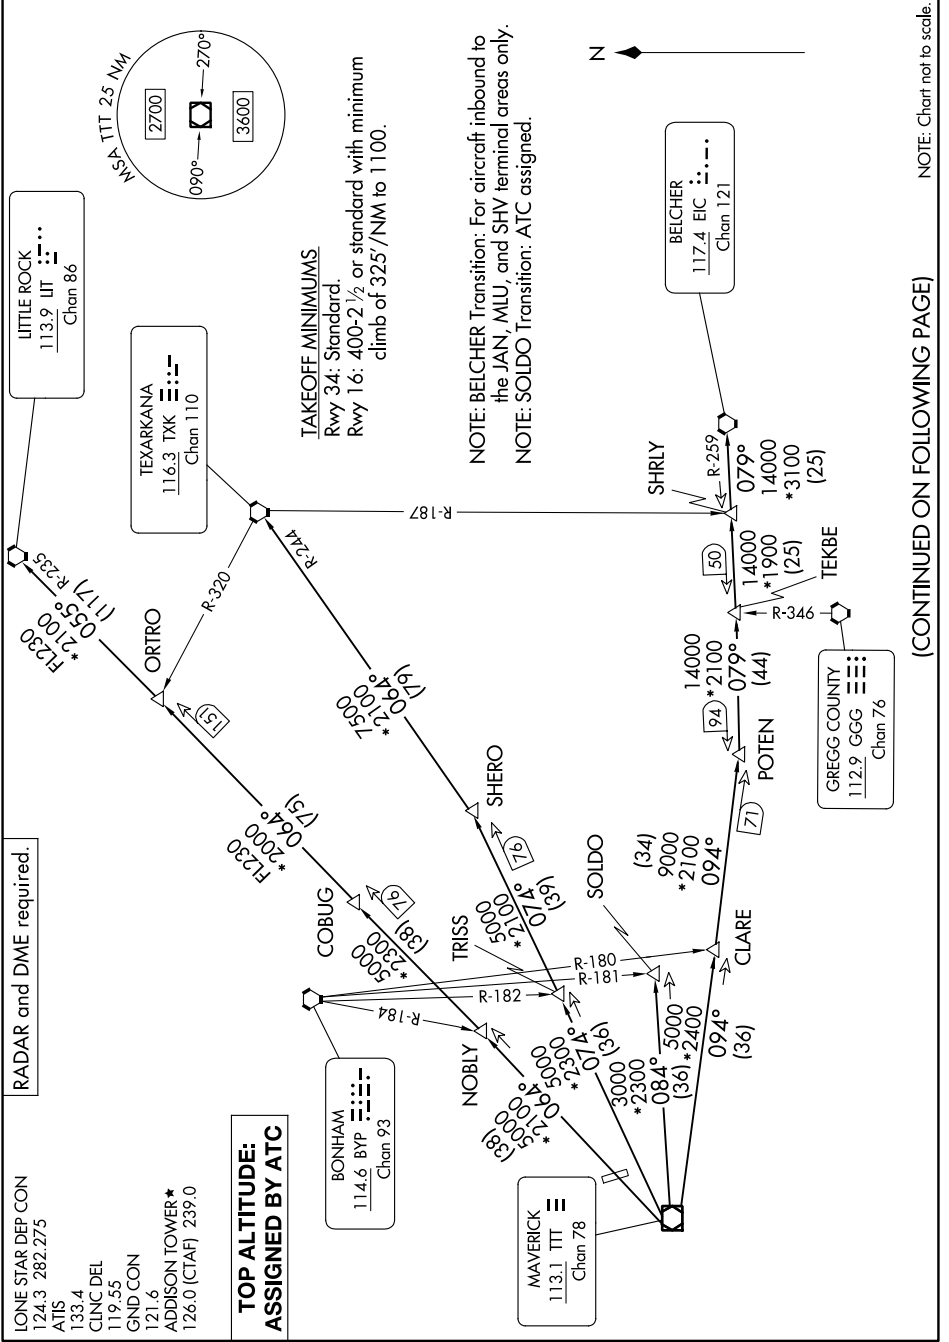 LONE STAR DEP CON
124.3 282.275
ATIS
133.4
CLNC DEL
119.55
GND CON
121.6
ADDISON TOWER★
126.0 (CTAF) 239.0
RADAR and DME required.
TOP ALTITUDE:
ASSIGNED BY ATC
LITTLE ROCK
113.9 LIT
Chan 86
MSA TTT 25 NM
2700
3600
090°
270°
TEXARKANA
116.3 TXK
Chan 110
TAKEOFF MINIMUMS
Rwy 34: Standard.
Rwy 16: 400-2 ½ or standard with minimum
climb of 325'/NM to 1100.
NOTE: BELCHER Transition: For aircraft inbound to
the JAN, MLU, and SHV terminal areas only.
NOTE: SOLDO Transition: ATC assigned.
N
BELCHER
117.4 EIC
Chan 121
BONHAM
114.6 BYP
Chan 93
MAVERICK
113.1 TTT
Chan 78
GREGG COUNTY
112.9 GGG
Chan 76
R-235
FL230
*2100
055°
(117)
ORTRO
R-320
151
FL230
*2000
064°
(75)
COBUG
76
5000
*2300
(38)
NOBLY
R-184
5000
*2100
064°
(38)
R-244
7500
*2100
064°
(79)
SHERO
76
5000
*2100
074°
(39)
TRISS
R-182
5000
*2300
074°
(36)
SOLDO
R-181
3000
*2300
084°
(36)
R-180
CLARE
5000
*2400
094°
(36)
(34)
9000
*2100
094°
71
POTEN
94
14000
*2100
079°
(44)
R-346
TEKBE
50
14000
*1900
(25)
SHRLY
R-187
R-259
079°
14000
*3100
(25)
(CONTINUED ON FOLLOWING PAGE)
NOTE: Chart not to scale.